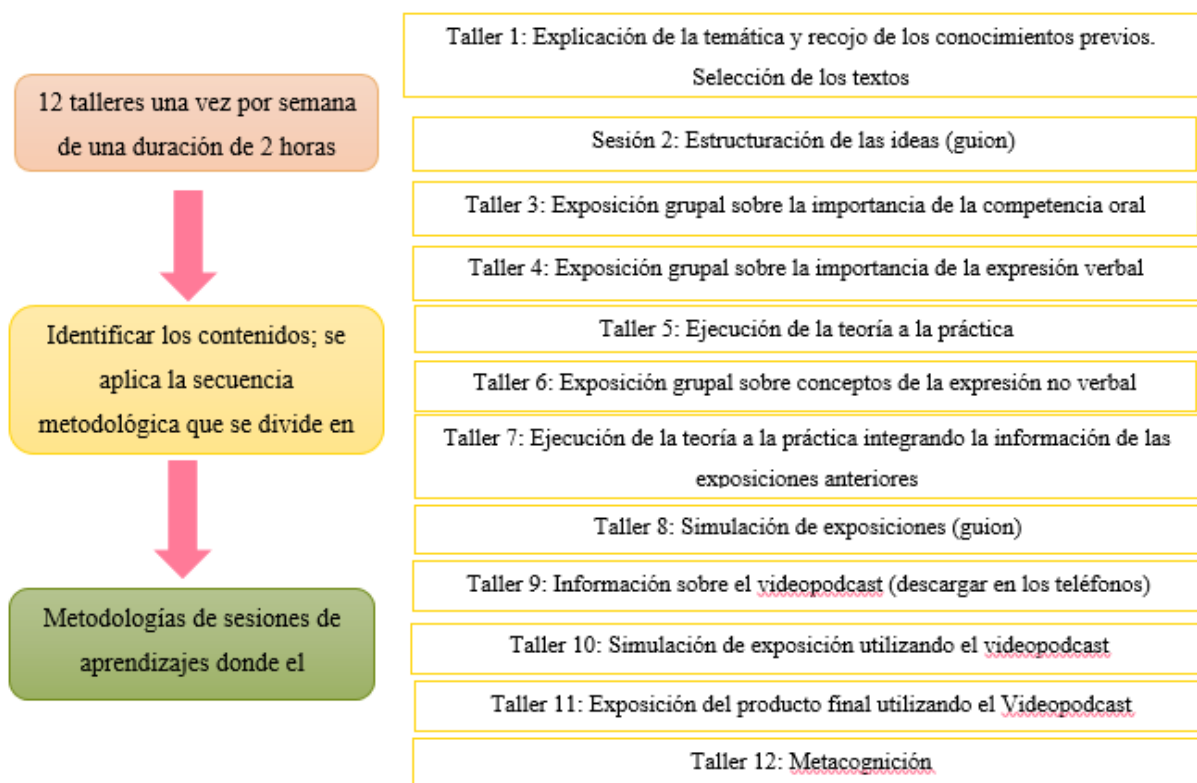 12 talleres una vez por semana
de una duración de 2 horas
Identificar los contenidos; se
aplica la secuencia
metodológica que se divide en
Metodologías de sesiones de
aprendizajes donde el
Taller 1: Explicación de la temática y recojo de los conocimientos previos.
Selección de los textos
Sesión 2: Estructuración de las ideas (guion)
Taller 3: Exposición grupal sobre la importancia de la competencia oral
Taller 4: Exposición grupal sobre la importancia de la expresión verbal
Taller 5: Ejecución de la teoría a la práctica
Taller 6: Exposición grupal sobre conceptos de la expresión no verbal
Taller 7: Ejecución de la teoría a la práctica integrando la información de las
exposiciones anteriores
Taller 8: Simulación de exposiciones (guion)
Taller 9: Información sobre el videopodcast (descargar en los teléfonos)
Taller 10: Simulación de exposición utilizando el videopodcast
Taller 11: Exposición del producto final utilizando el Videopodcast
Taller 12: Metacognición